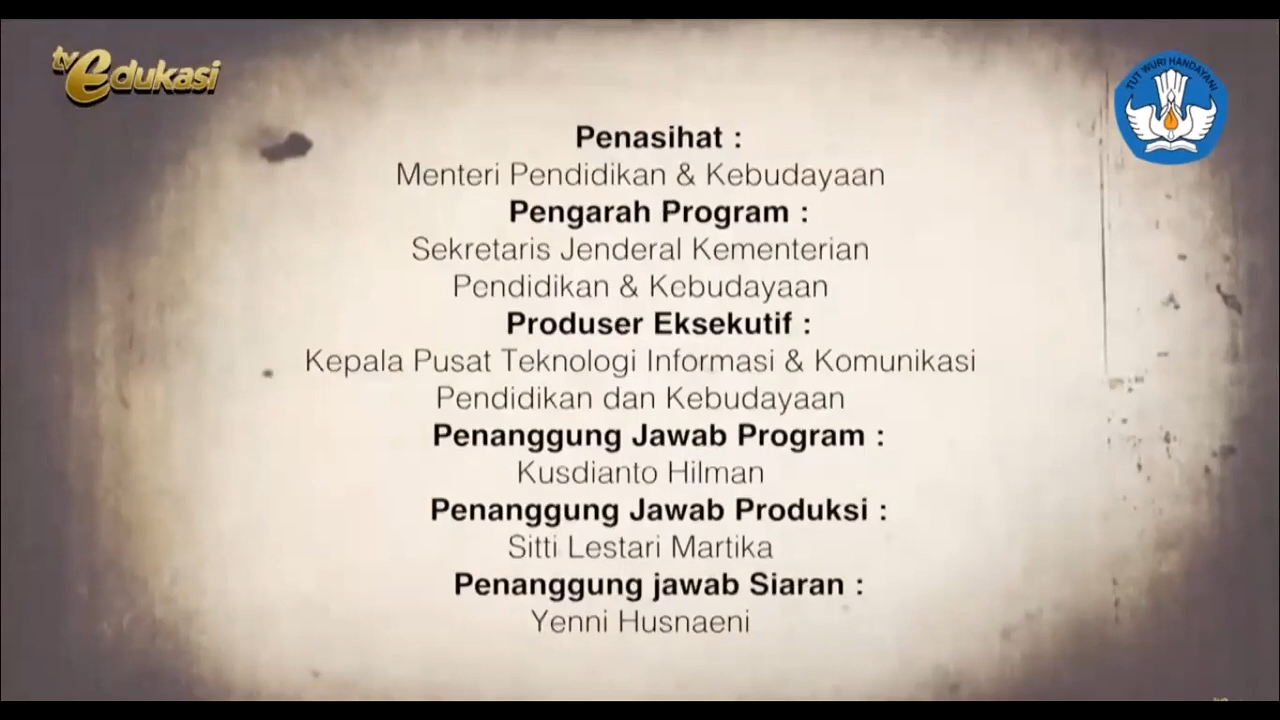 tv edukasi
TUT WURI HANDAYANI
Penasihat :
Menteri Pendidikan & Kebudayaan
Pengarah Program :
Sekretaris Jenderal Kementerian
Pendidikan & Kebudayaan
Produser Eksekutif :
Kepala Pusat Teknologi Informasi & Komunikasi
Pendidikan dan Kebudayaan
Penanggung Jawab Program :
Kusdianto Hilman
Penanggung Jawab Produksi :
Sitti Lestari Martika
Penanggung jawab Siaran :
Yenni Husnaeni